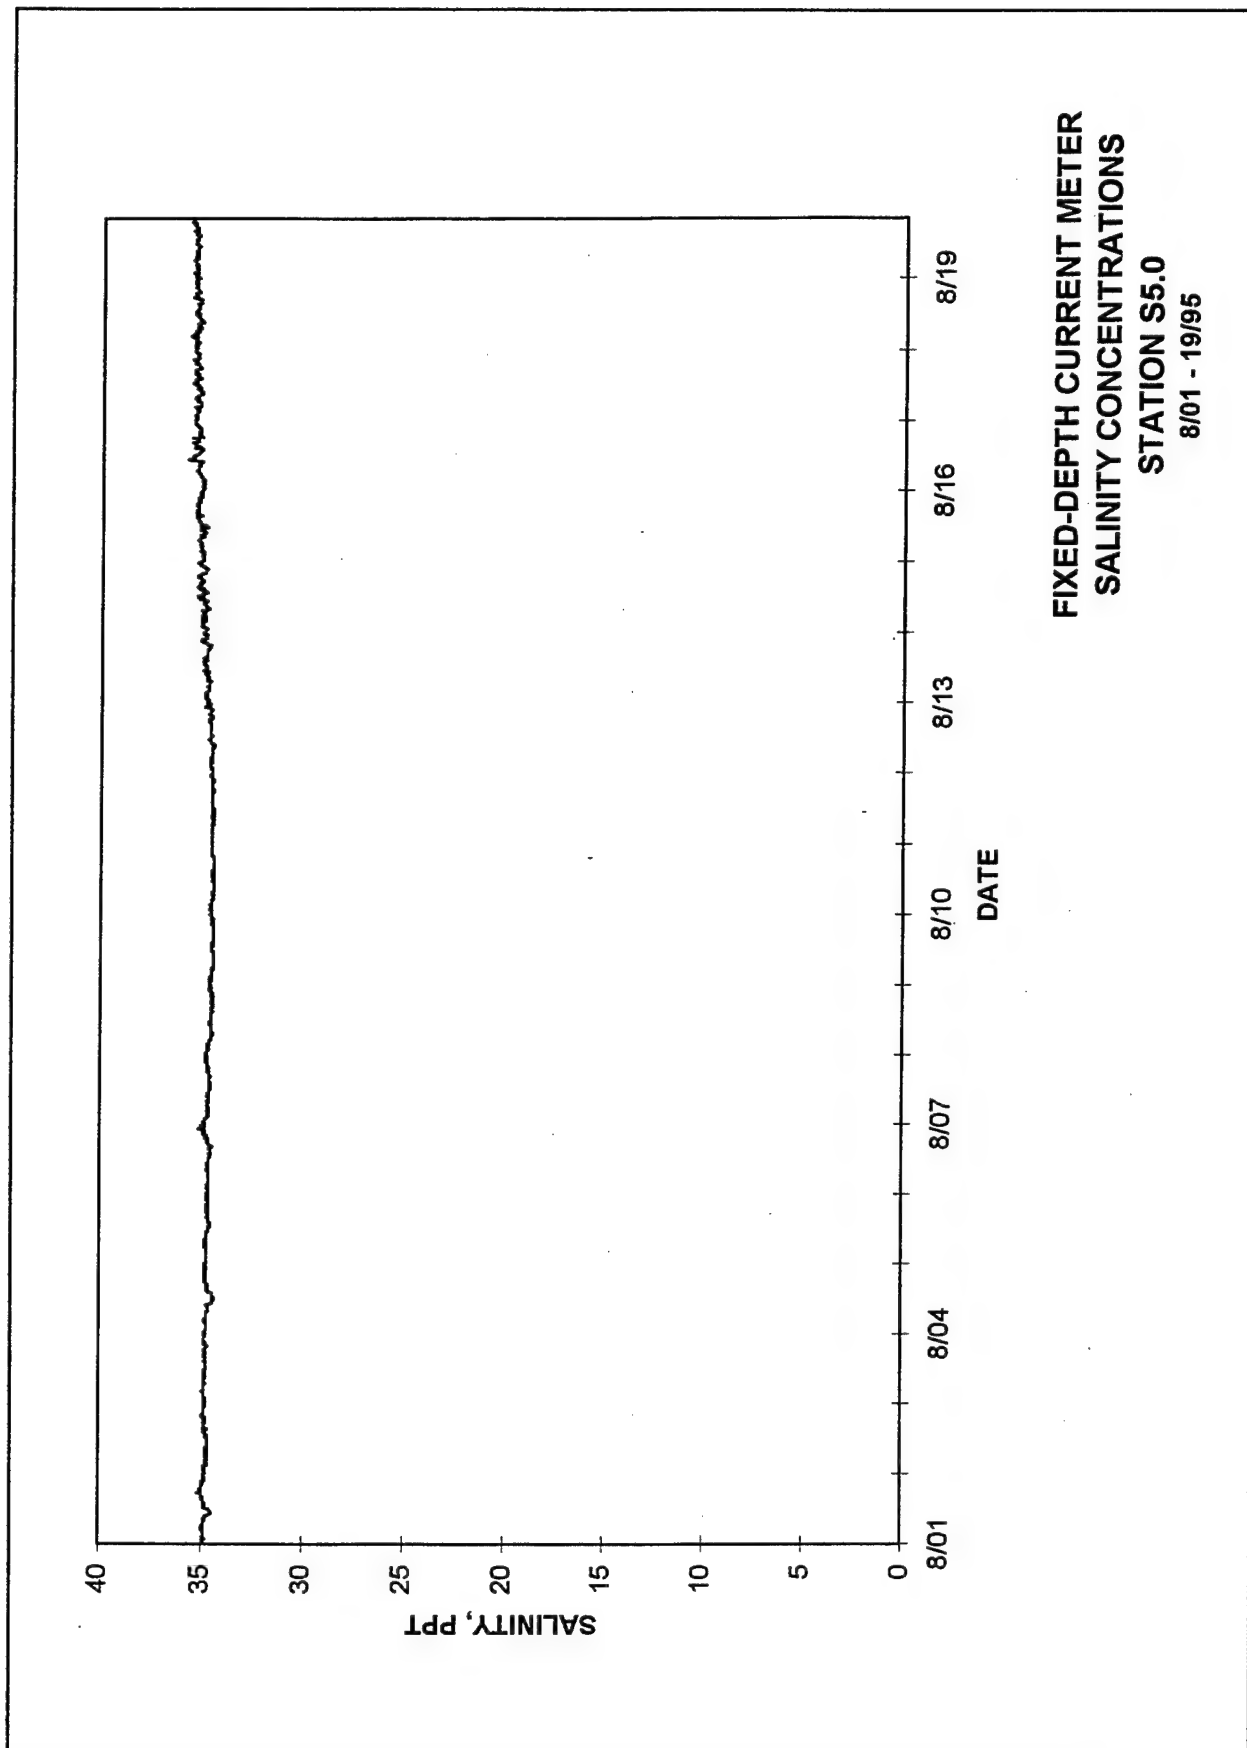 SALINITY, PPT
40
35
30
25
20
15
10
5
0
8/01
8/04
8/07
8/10
8/13
8/16
8/19
DATE
FIXED-DEPTH CURRENT METER
SALINITY CONCENTRATIONS
STATION S5.0
8/01 - 19/95